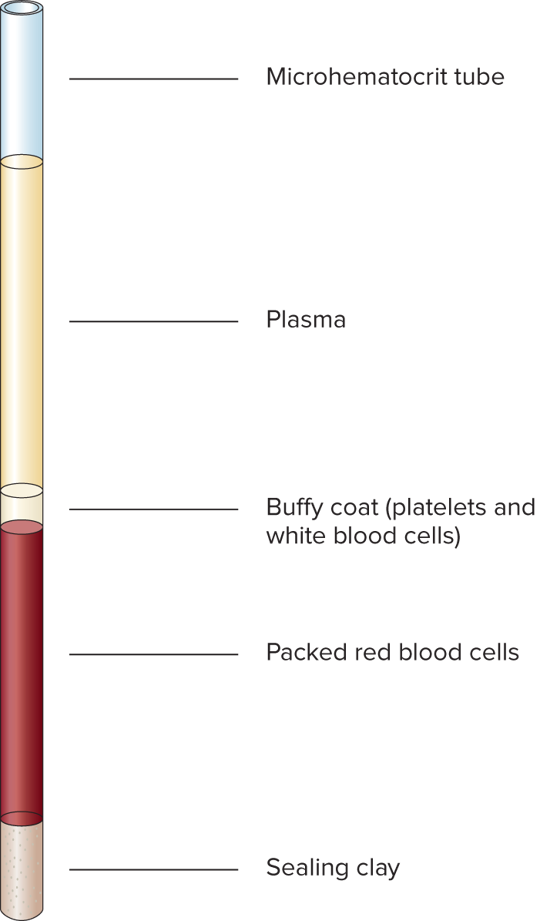 Microhematocrit tube
Plasma
Buffy coat (platelets and
white blood cells)
Packed red blood cells
Sealing clay